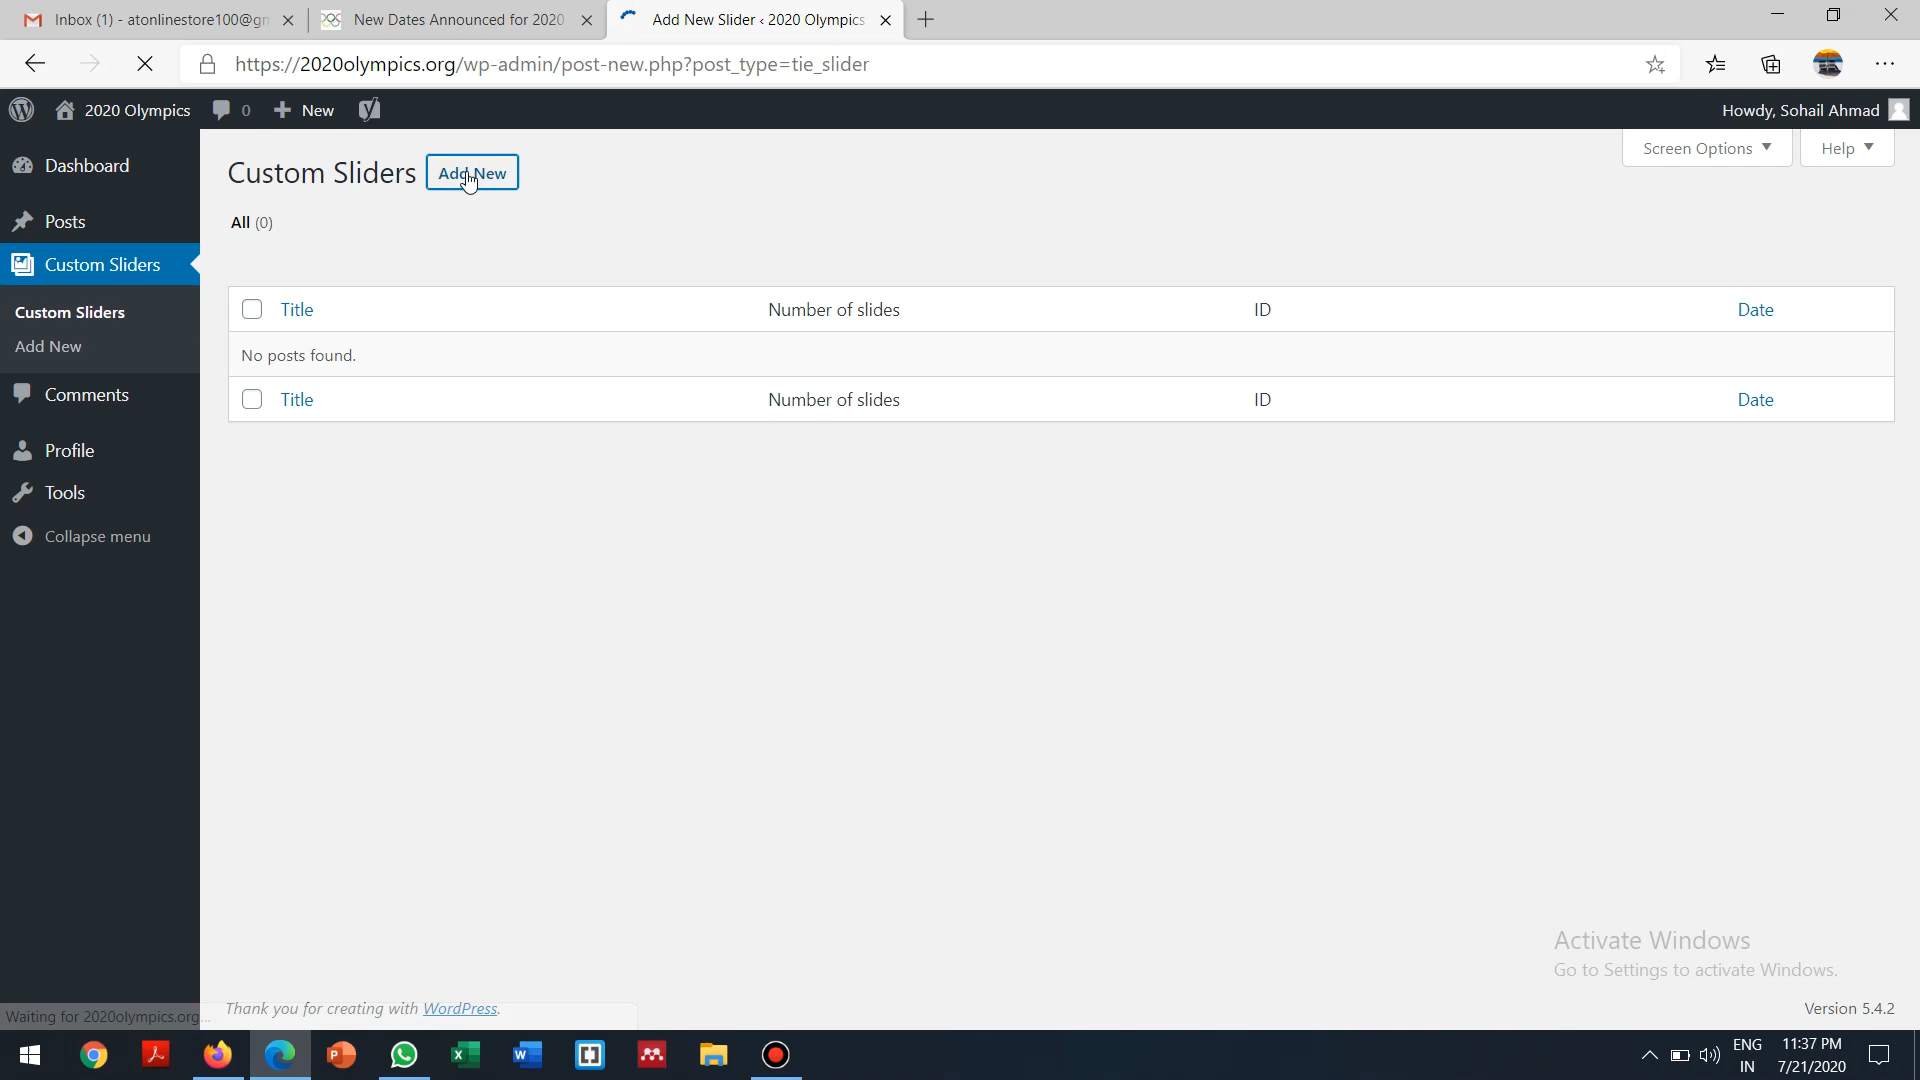 Inbox (1) - atonlinestore100@gm
New Dates Announced for 2020
Add New Slider ‹ 2020 Olympics
https://2020olympics.org/wp-admin/post-new.php?post_type=tie_slider
2020 Olympics
0
New
Howdy, Sohail Ahmad
Dashboard
Posts
Custom Sliders
Custom Sliders
Add New
Comments
Profile
Tools
Collapse menu
Custom Sliders
Add New
Screen Options
Help
All (0)
Title Number of slides ID Date
No posts found.
Title Number of slides ID Date
Activate Windows
Go to Settings to activate Windows.
Thank you for creating with WordPress.
Version 5.4.2
Waiting for 2020olympics.org...
ENG
IN
11:37 PM
7/21/2020